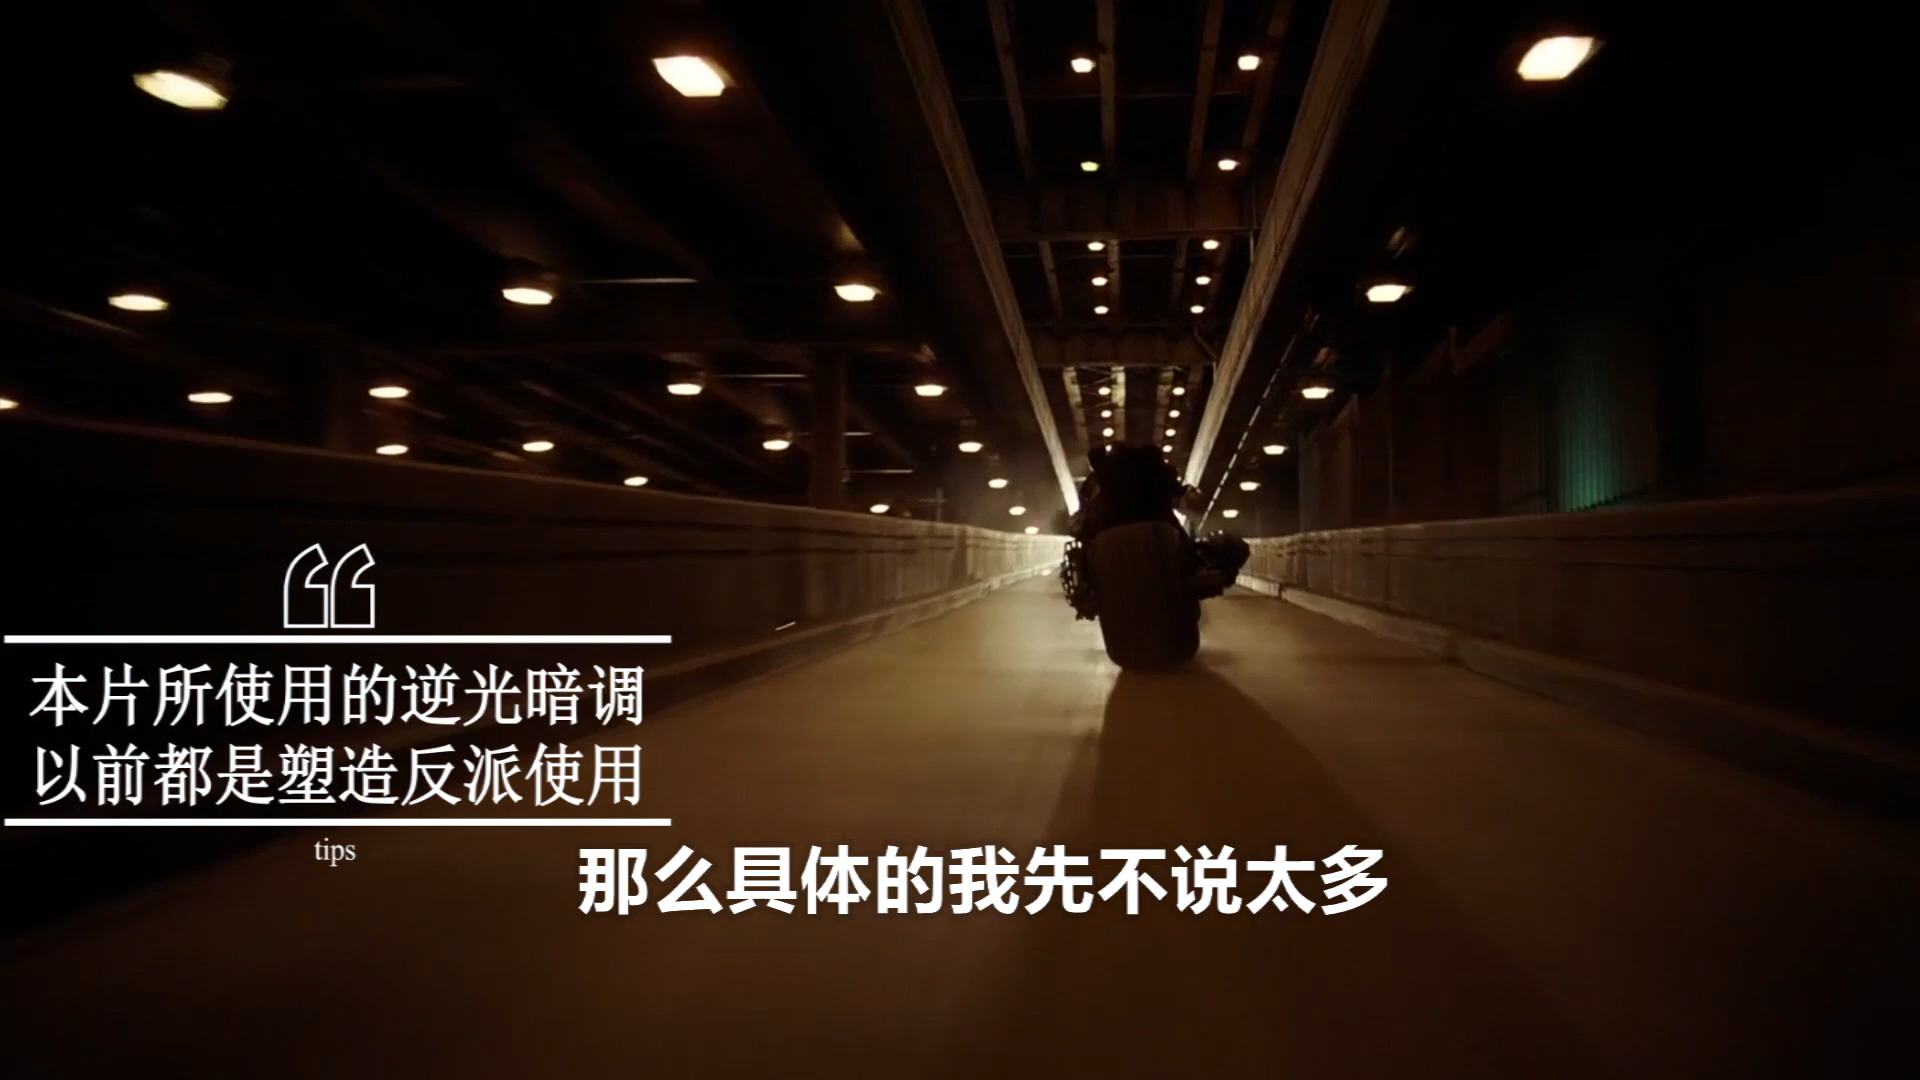 本片所使用的逆光暗调
以前都是塑造反派使用
tips
那么具体的我先不说太多